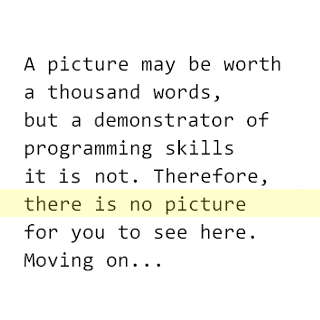 A picture may be worth
a thousand words,
but a demonstrator of
programming skills
it is not. Therefore,
there is no picture
for you to see here.
Moving on...